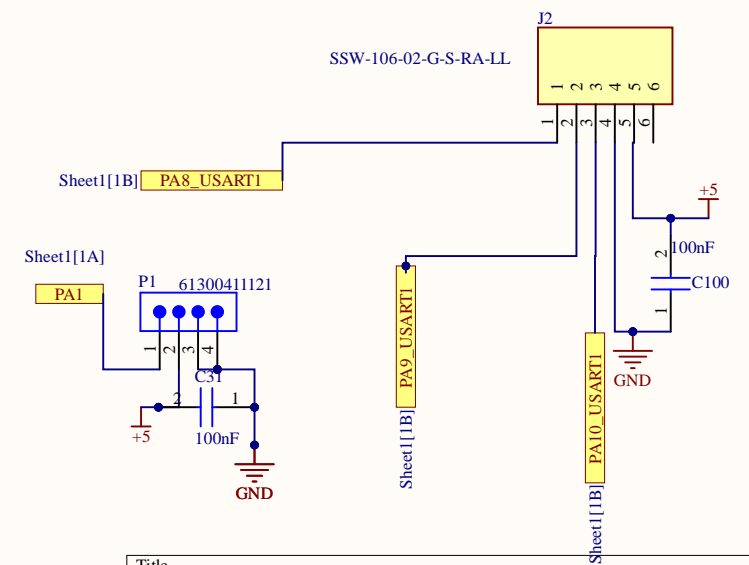 J2
SSW-106-02-G-S-RA-LL
1 2 3 4 5 6
1 2 3 4 5 6
Sheet1[1B]
PA8_USART1
+5
2
100nF
C100
1
GND
Sheet1[1A]
PA1
P1
61300411121
1 2 3 4
C31
2
1
100nF
+5
GND
PA9_USART1
Sheet1[1B]
PA10_USART1
Sheet1[1B]
Title